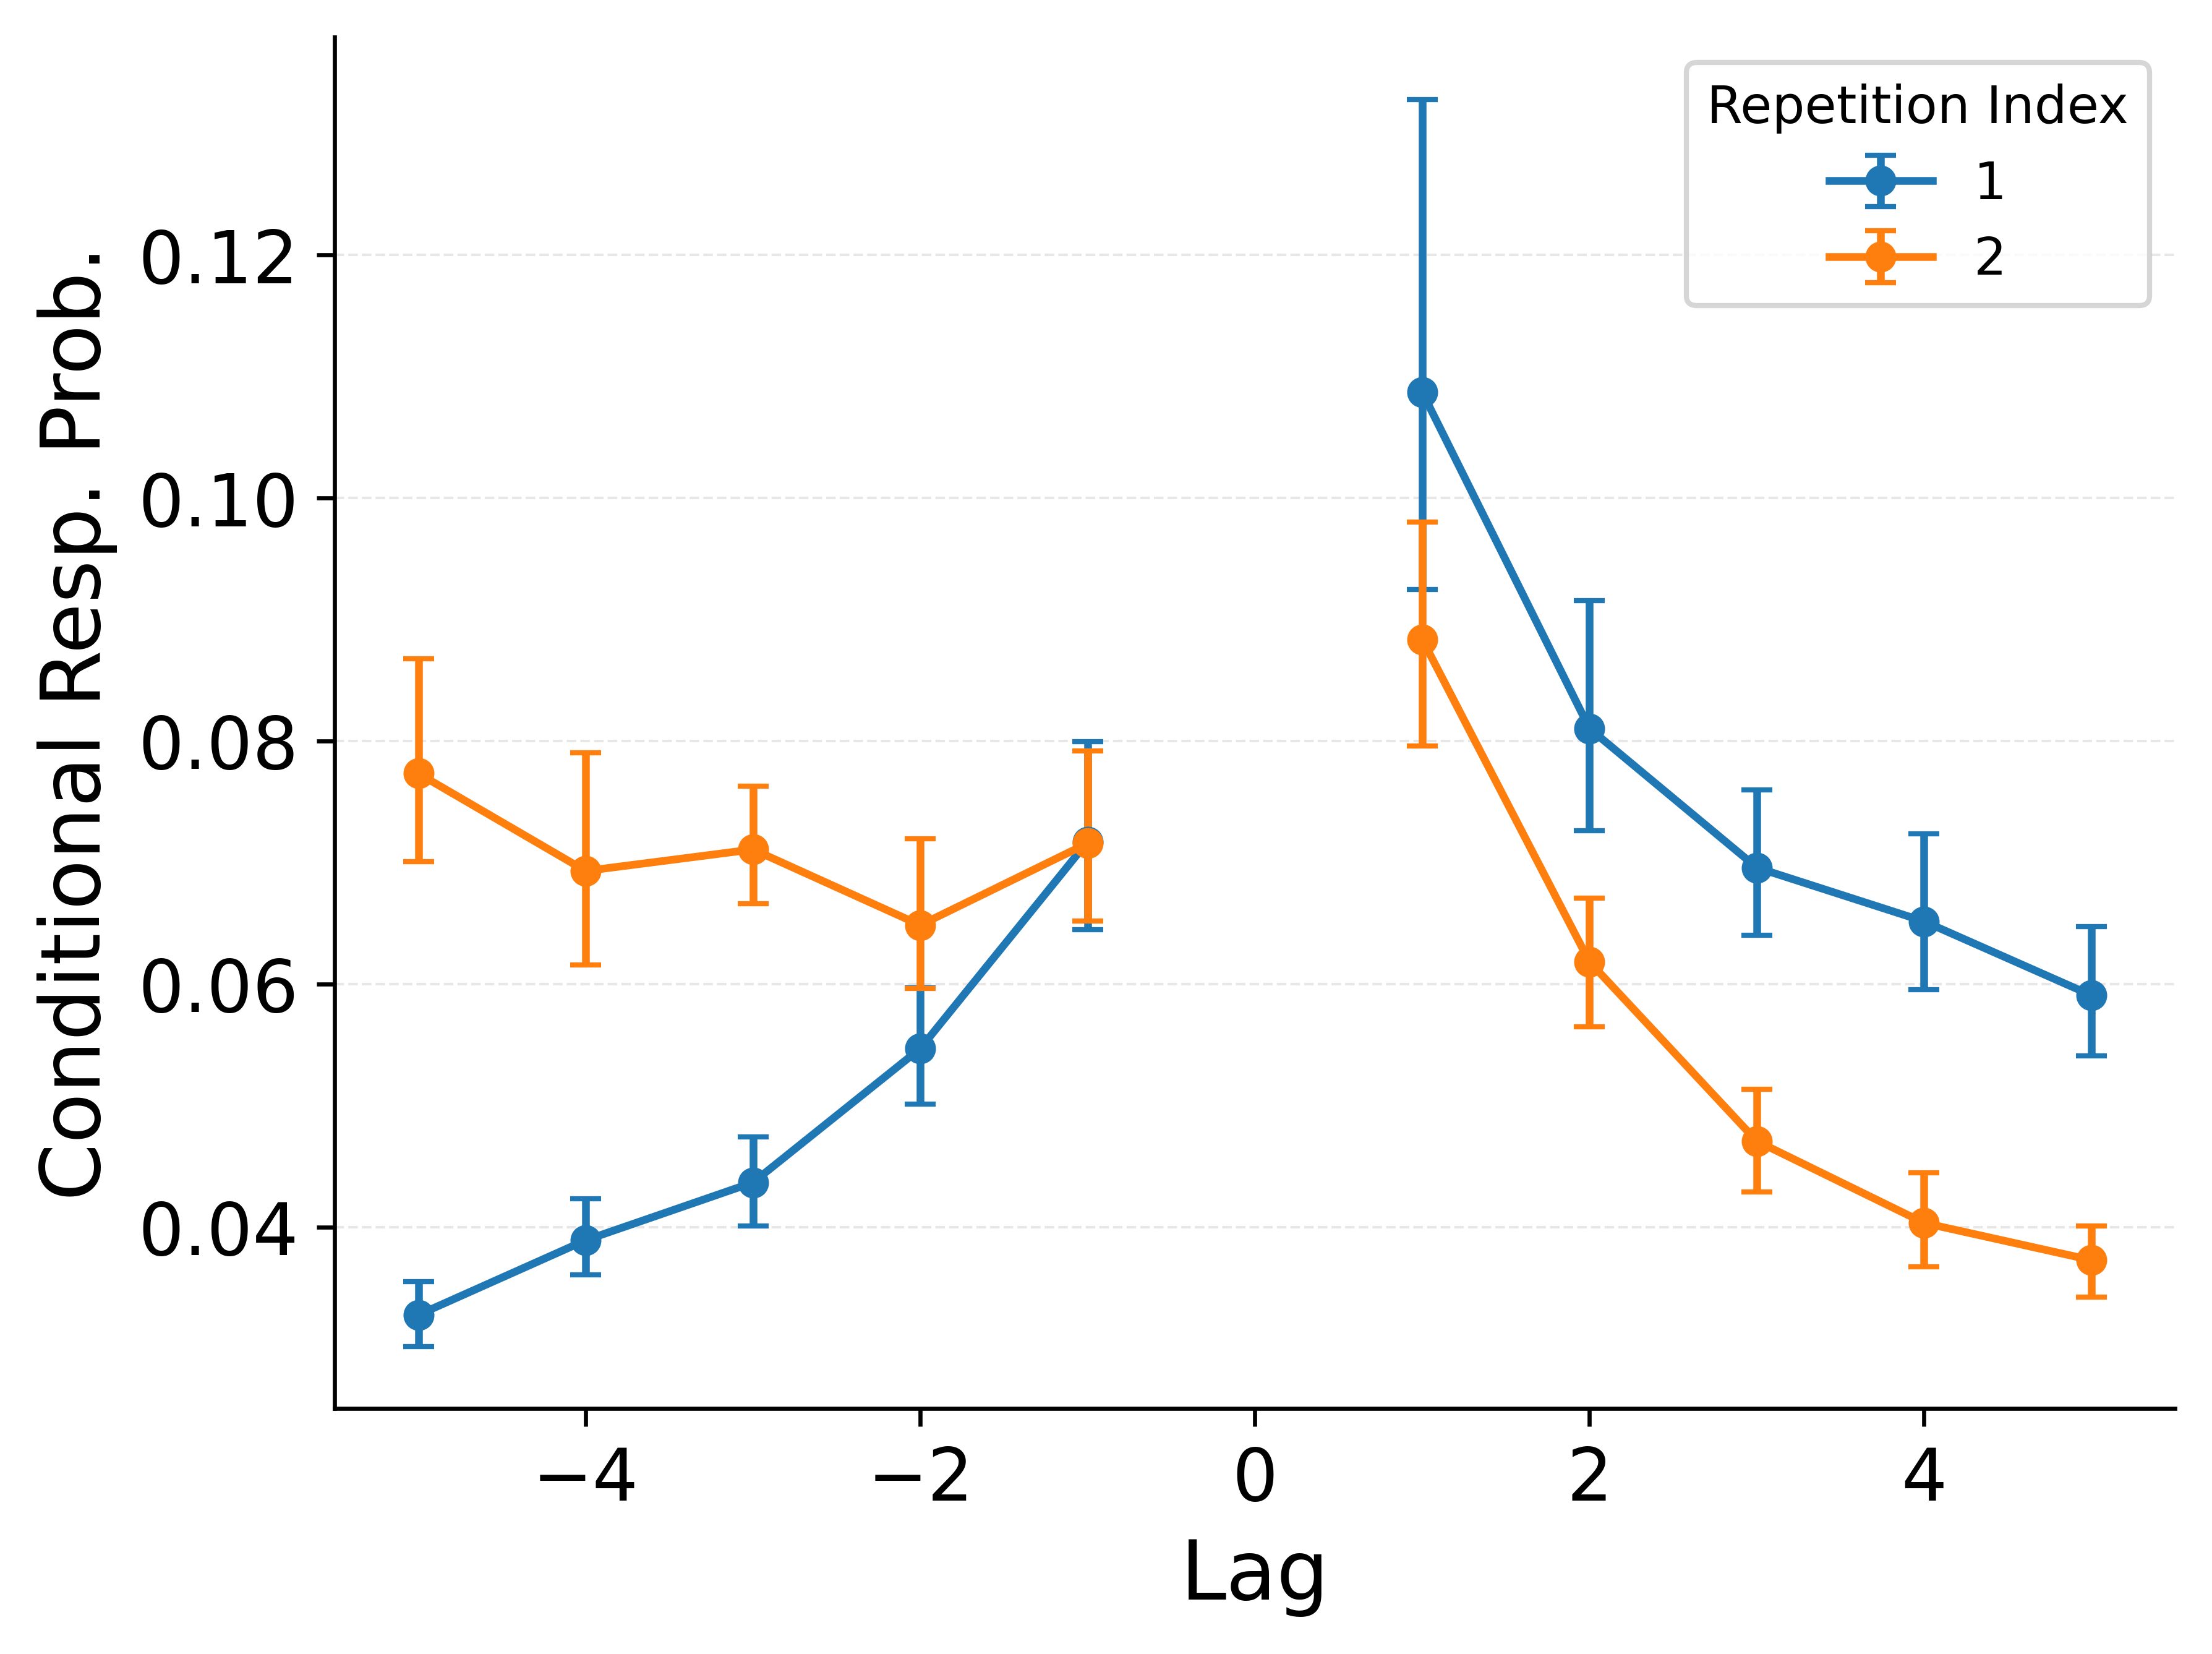 Repetition Index
1
2
Conditional Resp. Prob.
0.12
0.10
0.08
0.06
0.04
−4 −2 0 2 4
Lag